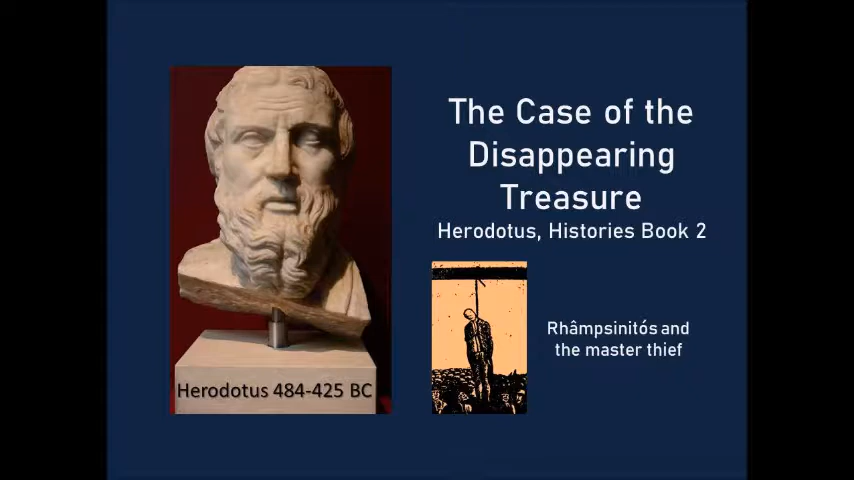 The Case of the
Disappearing
Treasure
Herodotus, Histories Book 2
Rhâmpsinitós and
the master thief
Herodotus 484-425 BC